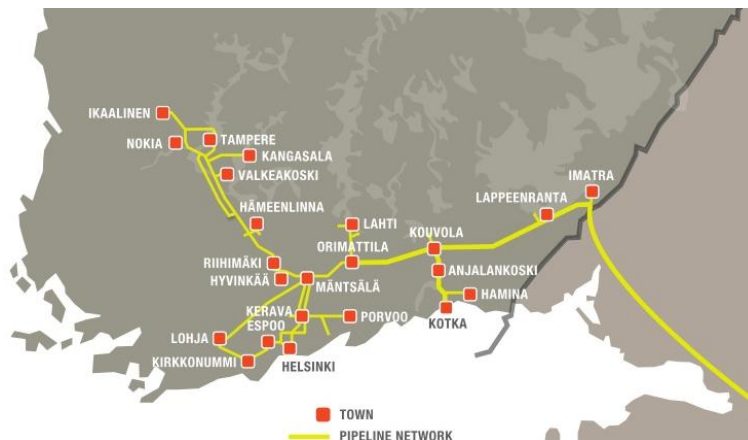 IKAALINEN
NOKIA
TAMPERE
KANGASALA
VALKEAKOSKI
IMATRA
LAPPEENRANTA
HÄMEENLINNA
LAHTI
KOUVOLA
ORIMATTILA
RIIHIMÄKI
HYVINKÄÄ
ANJALANKOSKI
MÄNTSÄLÄ
HAMINA
KERAVA
PORVOO
KOTKA
ESPOO
LOHJA
KIRKKONUMMI
HELSINKI
TOWN
PIPELINE NETWORK